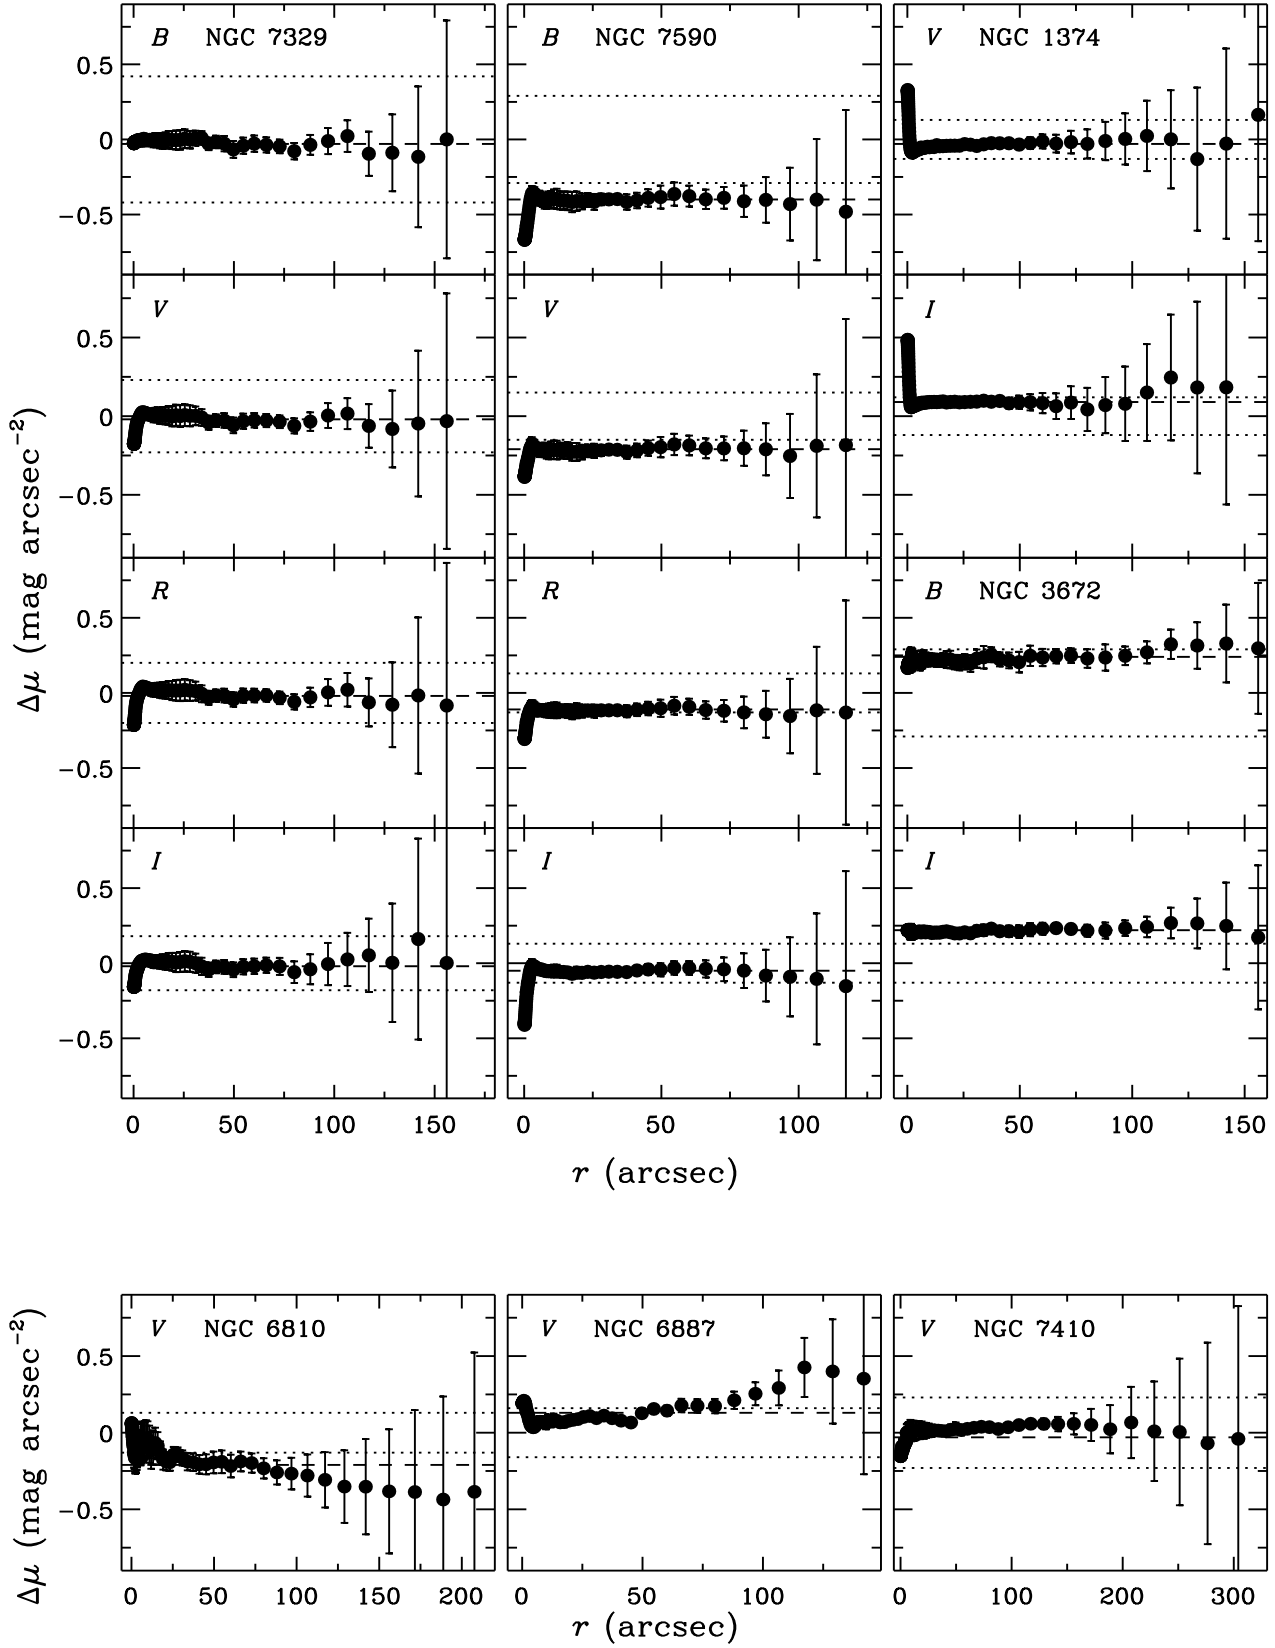 B NGC 7329
B NGC 7590
V NGC 1374
0.5
0
−0.5
V
V
I
0.5
0
−0.5
R
R
B NGC 3672
0.5
0
−0.5
I
I
I
0.5
0
−0.5
Δμ (mag arcsec⁻²)
0 50 100 150
0 50 100
0 50 100 150
r (arcsec)
V NGC 6810
V NGC 6887
V NGC 7410
0.5
0
−0.5
Δμ (mag arcsec⁻²)
0 50 100 150 200
0 50 100
0 100 200 300
r (arcsec)